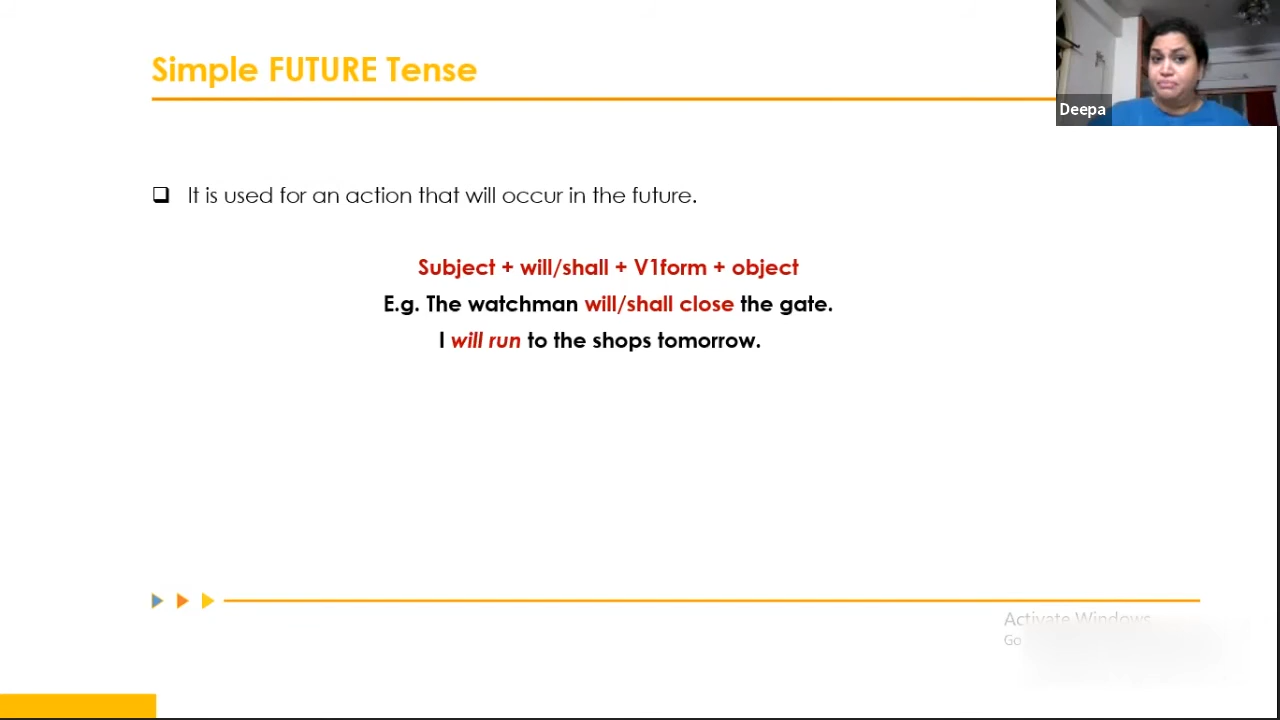 Simple FUTURE Tense
Deepa
❑ It is used for an action that will occur in the future.
Subject + will/shall + V1form + object
E.g. The watchman will/shall close the gate.
I will run to the shops tomorrow.
Activate Windows
Go